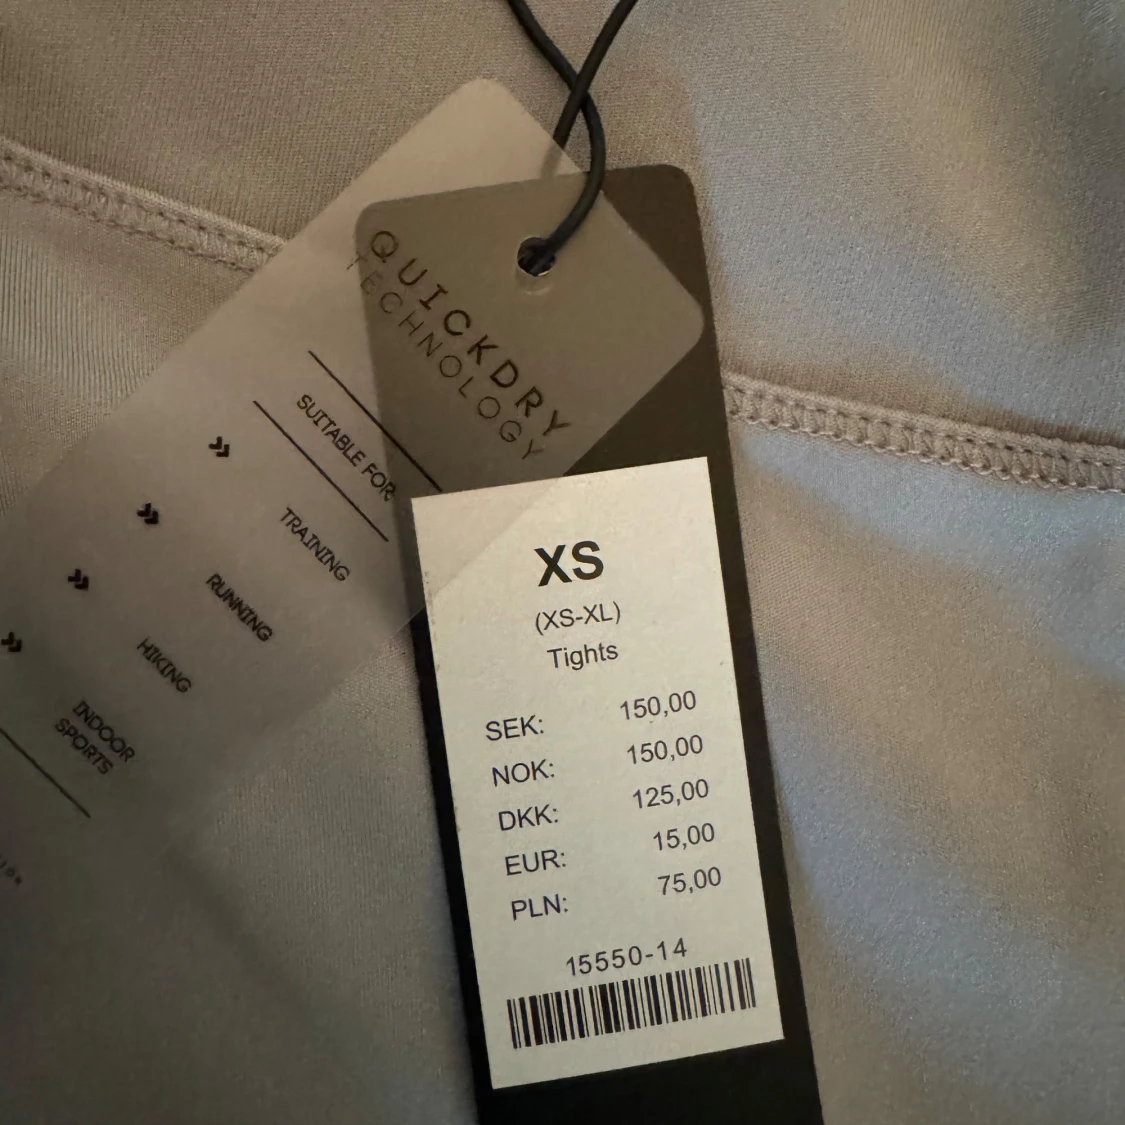 QUICKDRY
TECHNOLOGY
SUITABLE FOR
TRAINING
RUNNING
HIKING
INDOOR
SPORTS
XS
(XS-XL)
Tights
SEK: 150,00
NOK: 150,00
DKK: 125,00
EUR: 15,00
PLN: 75,00
15550-14